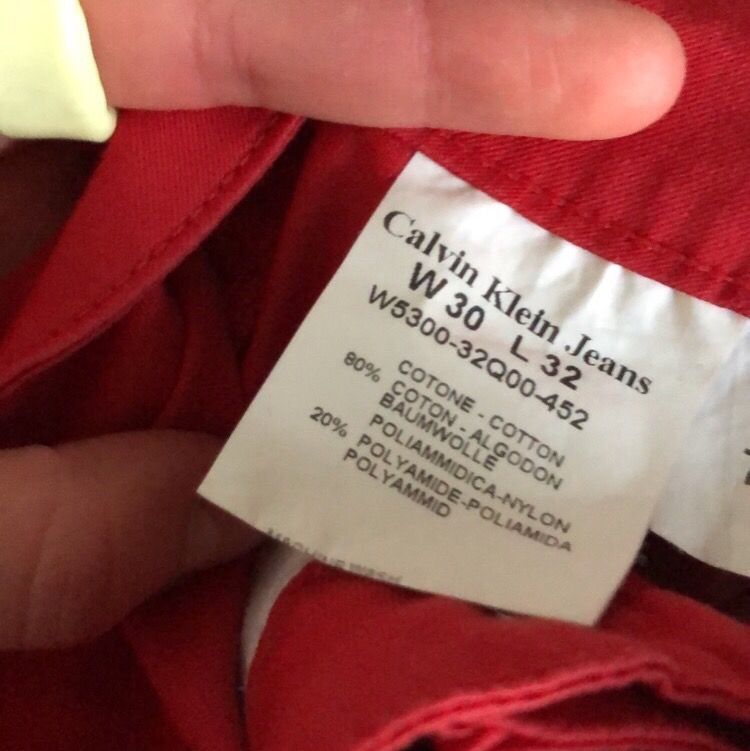 Calvin Klein Jeans
W 30 L 32
W5300-32Q00-452
80% COTONE - COTTON
COTON - ALGODON
BAUMWOLLE
20% POLIAMMIDICA-NYLON
POLYAMIDE-POLIAMIDA
POLYAMMID